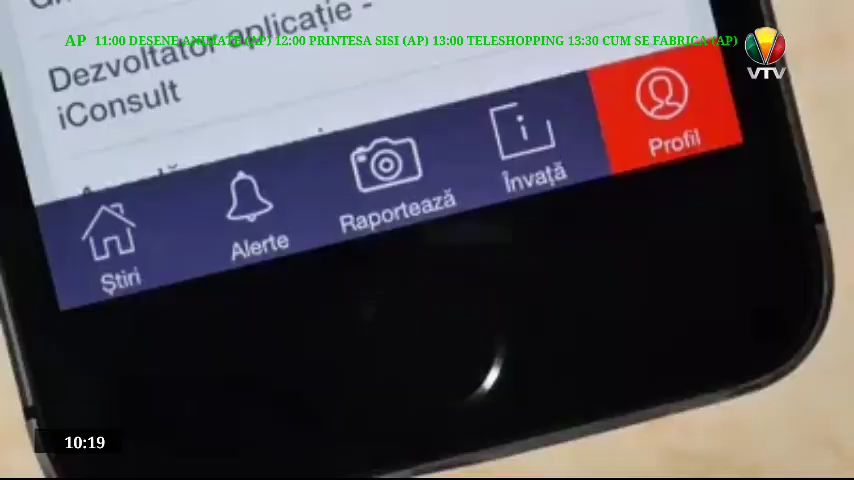 AP 11:00 DESENE ANIMATE (AP) 12:00 PRINTESA SISI (AP) 13:00 TELESHOPPING 13:30 CUM SE FABRICA (AP)
VTV
Dezvoltator aplicație -
iConsult
Știri
Alerte
Raportează
Învață
Profil
10:19